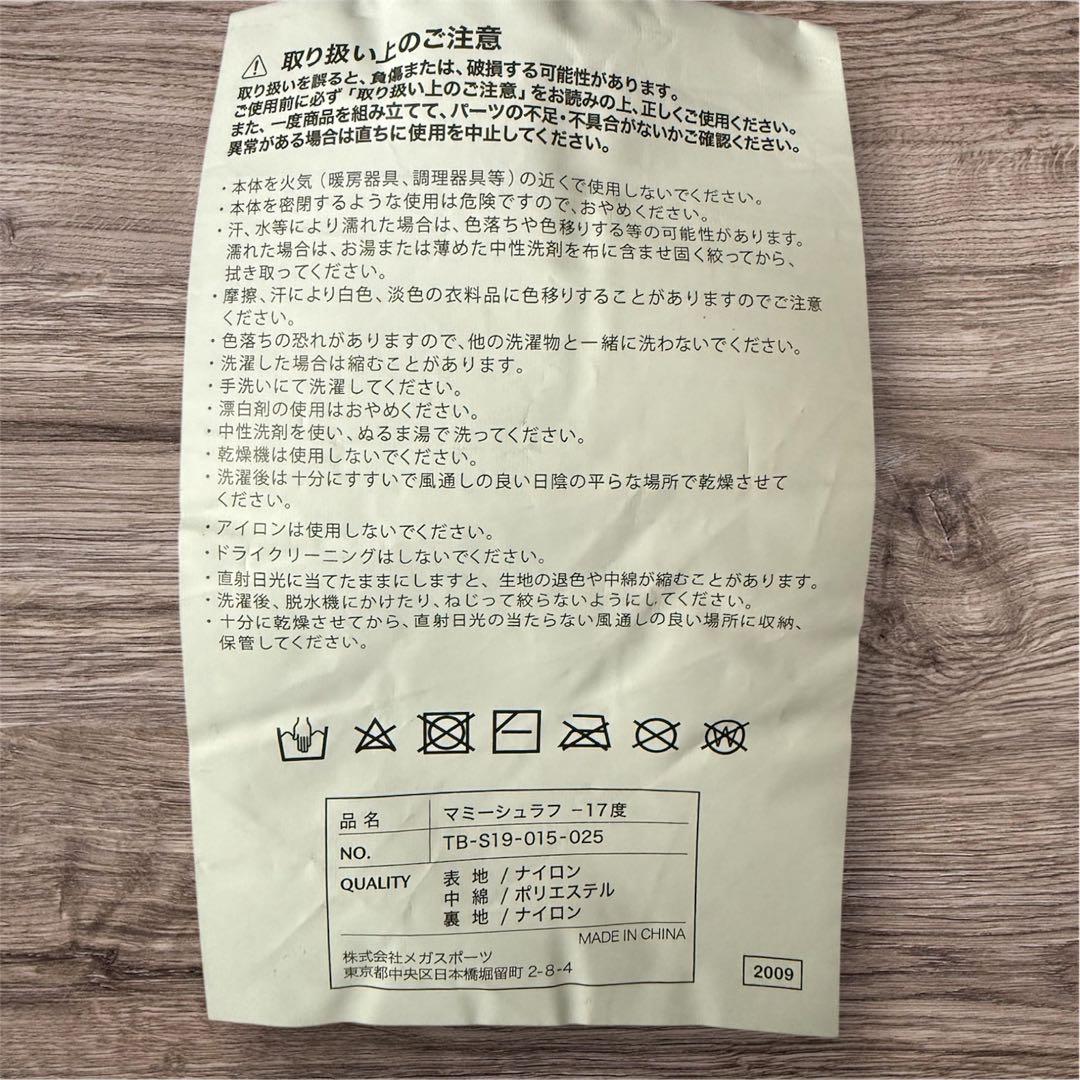 取り扱い上のご注意
取り扱いを誤ると、負傷または、破損する可能性があります。
ご使用前に必ず「取り扱い上のご注意」をお読みの上、正しくご使用ください。
また、一度商品を組み立てて、パーツの不足・不具合がないかご確認ください。
異常がある場合は直ちに使用を中止してください。
・本体を火気(暖房器具、調理器具等)の近くで使用しないでください。
・本体を密閉するような使用は危険ですので、おやめください。
・汗、水等により濡れた場合は、色落ちや色移りする等の可能性があります。
濡れた場合は、お湯または薄めた中性洗剤を布に含ませ固く絞ってから、
拭き取ってください。
・摩擦、汗により白色、淡色の衣料品に色移りすることがありますのでご注意
ください。
・色落ちの恐れがありますので、他の洗濯物と一緒に洗わないでください。
・洗濯した場合は縮むことがあります。
・手洗いにて洗濯してください。
・漂白剤の使用はおやめください。
・中性洗剤を使い、ぬるま湯で洗ってください。
・乾燥機は使用しないでください。
・洗濯後は十分にすすいで風通しの良い日陰の平らな場所で乾燥させて
ください。
・アイロンは使用しないでください。
・ドライクリーニングはしないでください。
・直射日光に当てたままにしますと、生地の退色や中綿が縮むことがあります。
・洗濯後、脱水機にかけたり、ねじって絞らないようにしてください。
・十分に乾燥させてから、直射日光の当たらない風通しの良い場所に収納、
保管してください。
W
品名 マミーシュラフ −17度
NO. TB-S19-015-025
QUALITY 表 地 / ナイロン
中 綿 / ポリエステル
裏 地 / ナイロン
MADE IN CHINA
株式会社メガスポーツ
東京都中央区日本橋堀留町 2-8-4
2009